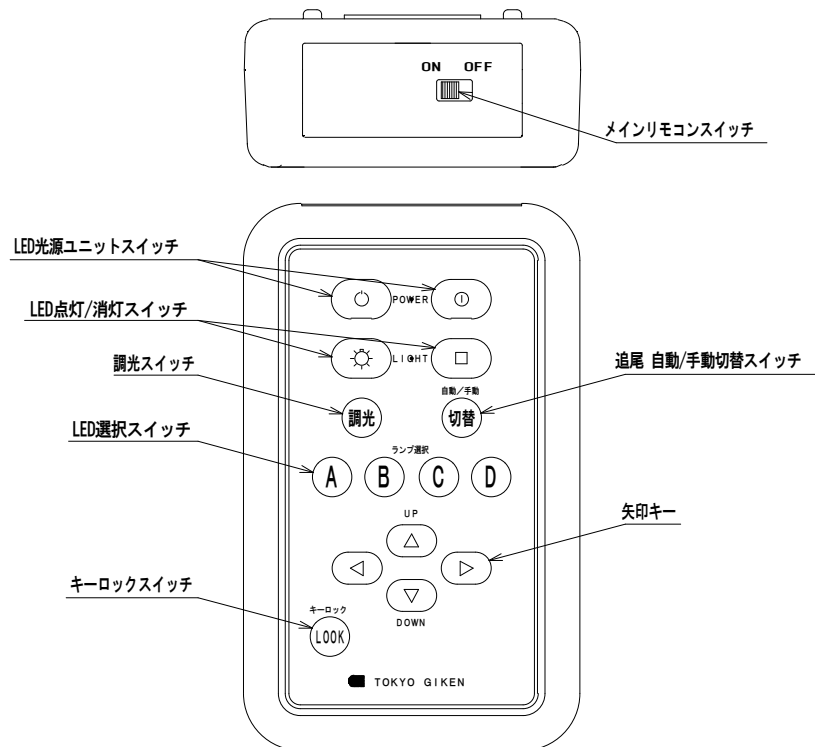 ON OFF
メインリモコンスイッチ
LED光源ユニットスイッチ
POWER
LED点灯/消灯スイッチ
LIGHT
調光スイッチ
追尾 自動/手動切替スイッチ
自動/手動
調光
切替
LED選択スイッチ
ランプ選択
A B C D
UP
矢印キー
キーロックスイッチ
DOWN
キーロック
LOOK
TOKYO GIKEN